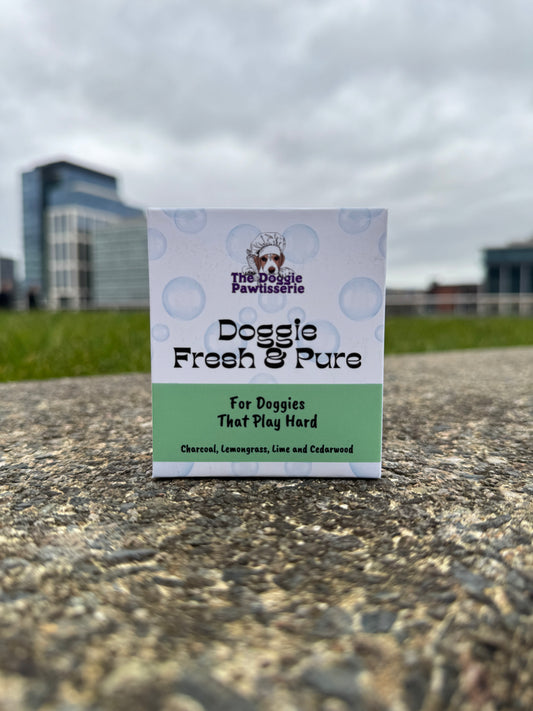 The Doggie
Pawtisserie
Doggie
Fresh & Pure
For Doggies
That Play Hard
Charcoal, Lemongrass, Lime and Cedarwood